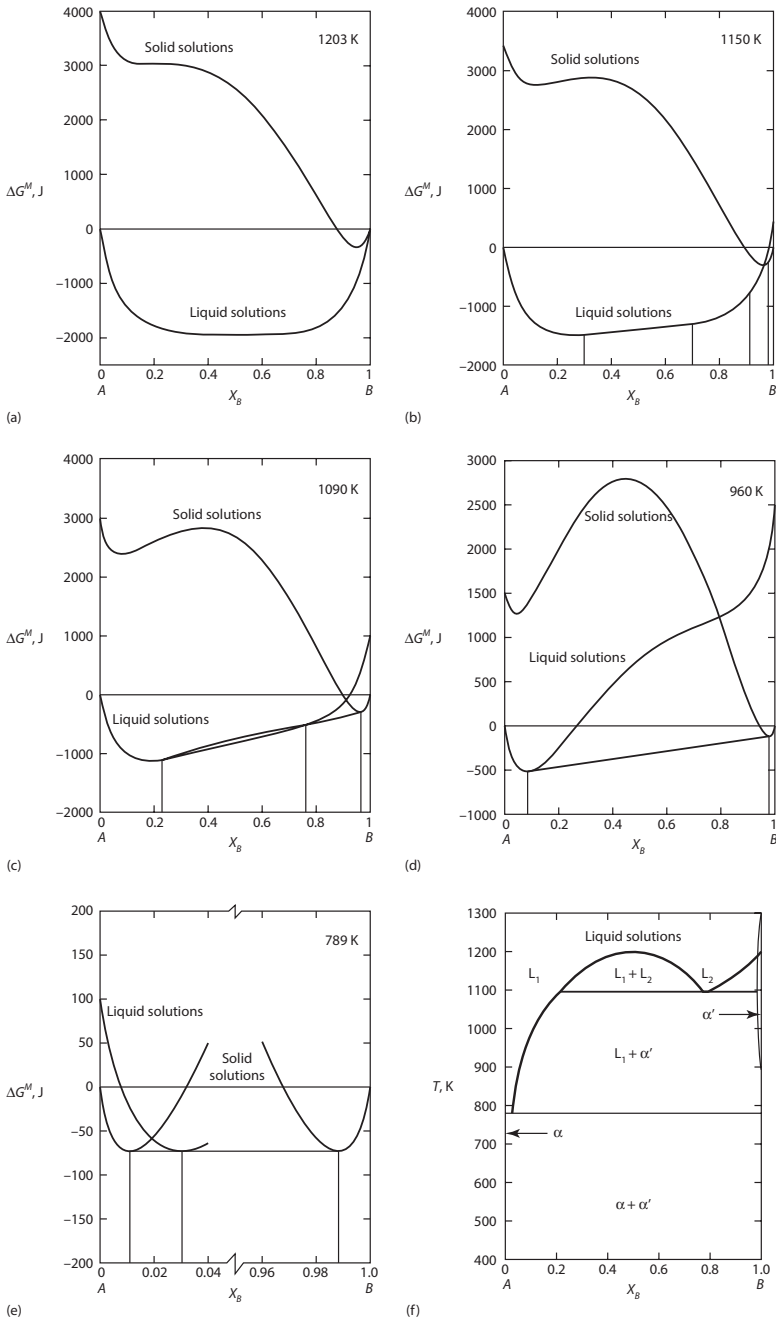 4000
3000
2000
1000
0
−1000
−2000
ΔG^M, J
1203 K
Solid solutions
Liquid solutions
0 0.2 0.4 0.6 0.8 1
A X_B B
(a)
4000
3000
2000
1000
0
−1000
−2000
ΔG^M, J
1150 K
Solid solutions
Liquid solutions
0 0.2 0.4 0.6 0.8 1
A X_B B
(b)
4000
3000
2000
1000
0
−1000
−2000
ΔG^M, J
1090 K
Solid solutions
Liquid solutions
0 0.2 0.4 0.6 0.8 1
A X_B B
(c)
3000
2500
2000
1500
1000
500
0
−500
−1000
ΔG^M, J
960 K
Solid solutions
Liquid solutions
0 0.2 0.4 0.6 0.8 1
A X_B B
(d)
200
150
100
50
0
−50
−100
−150
−200
ΔG^M, J
789 K
Liquid solutions
Solid
solutions
0 0.02 0.04 0.96 0.98 1.0
A X_B B
(e)
1300
1200
1100
1000
900
800
700
600
500
400
T, K
Liquid solutions
L₁ L₁ + L₂ L₂
α′
L₁ + α′
α
α + α′
0 0.2 0.4 0.6 0.8 1.0
A X_B B
(f)